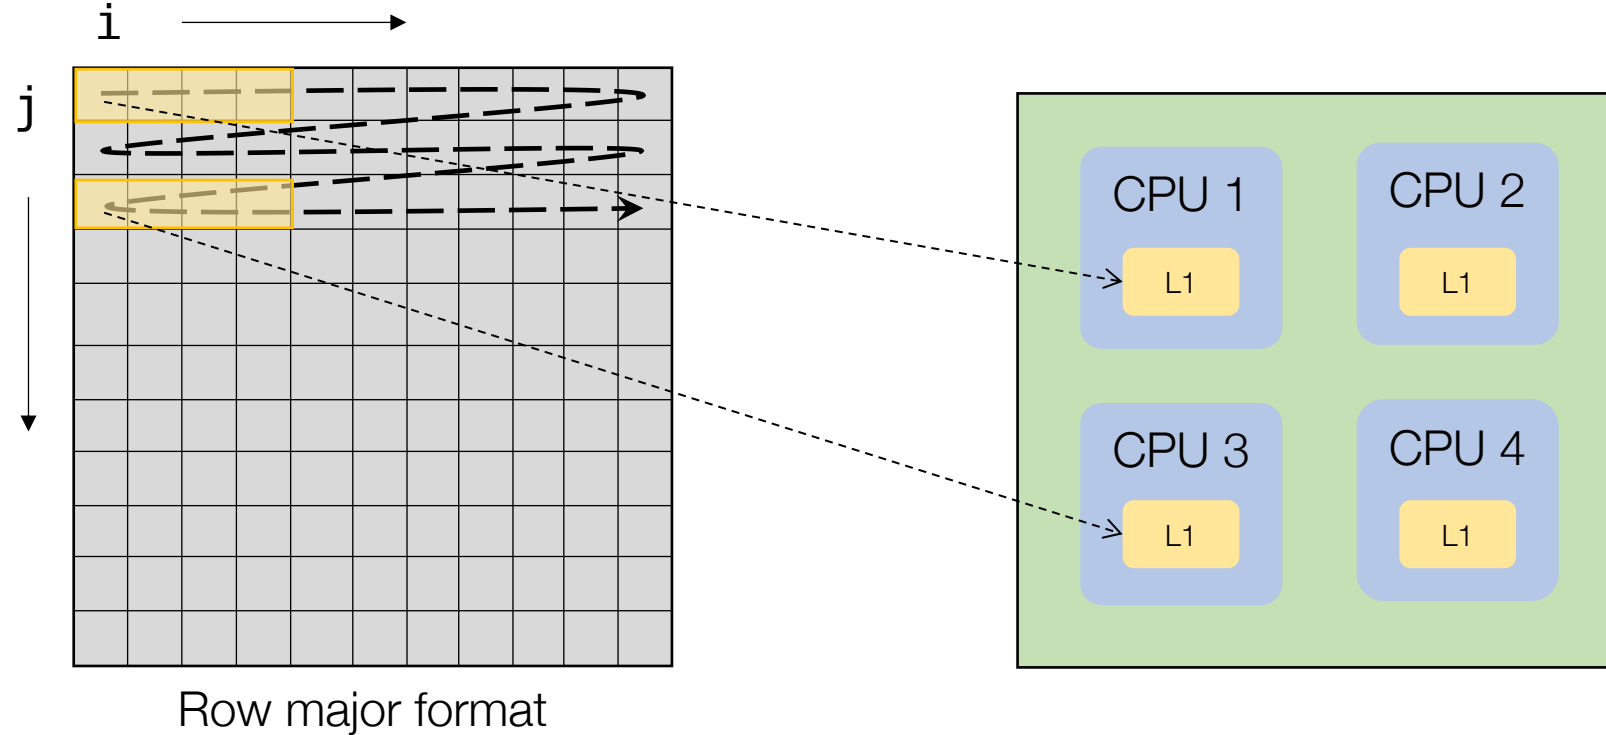 i
j
CPU 1
CPU 2
L1
L1
CPU 3
CPU 4
L1
L1
Row major format